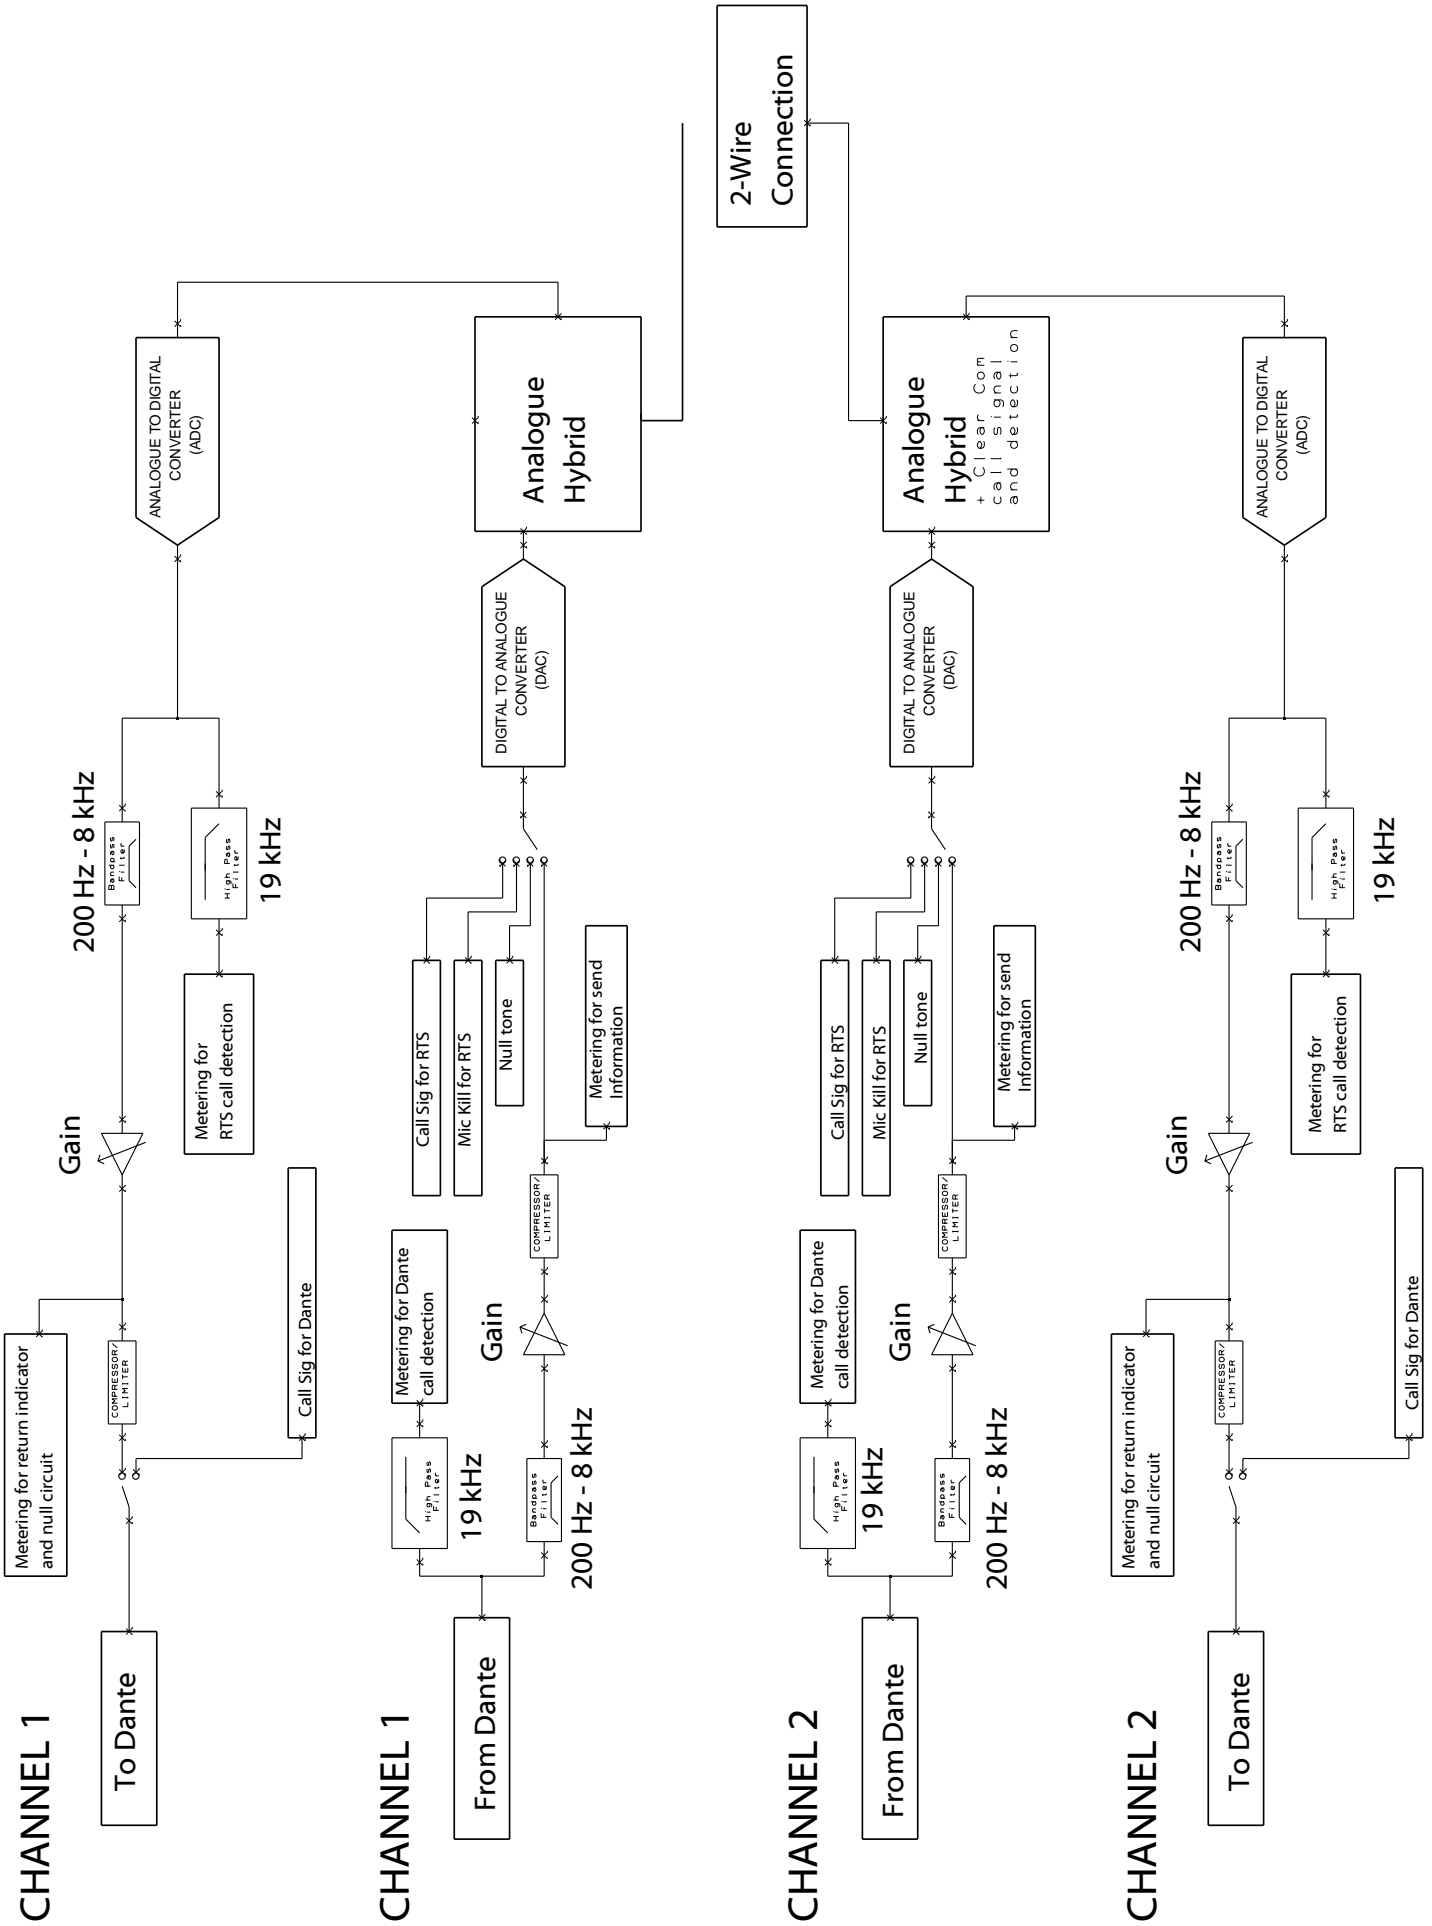 CHANNEL 1
To Dante
Metering for return indicator
and null circuit
COMPRESSOR/
LIMITER
Call Sig for Dante
Gain
Metering for
RTS call detection
200 Hz - 8 kHz
Bandpass
Filter
High Pass
Filter
19 kHz
ANALOGUE TO DIGITAL
CONVERTER
(ADC)
CHANNEL 1
From Dante
High Pass
Filter
19 kHz
Bandpass
Filter
200 Hz - 8 kHz
Metering for Dante
call detection
Gain
COMPRESSOR/
LIMITER
Call Sig for RTS
Mic Kill for RTS
Null tone
Metering for send
Information
DIGITAL TO ANALOGUE
CONVERTER
(DAC)
Analogue
Hybrid
2-Wire
Connection
CHANNEL 2
From Dante
High Pass
Filter
19 kHz
Bandpass
Filter
200 Hz - 8 kHz
Metering for Dante
call detection
Gain
COMPRESSOR/
LIMITER
Call Sig for RTS
Mic Kill for RTS
Null tone
Metering for send
Information
DIGITAL TO ANALOGUE
CONVERTER
(DAC)
Analogue
Hybrid
+ Clear Com
call signal
and detection
CHANNEL 2
To Dante
Metering for return indicator
and null circuit
COMPRESSOR/
LIMITER
Call Sig for Dante
Gain
Metering for
RTS call detection
200 Hz - 8 kHz
Bandpass
Filter
High Pass
Filter
19 kHz
ANALOGUE TO DIGITAL
CONVERTER
(ADC)